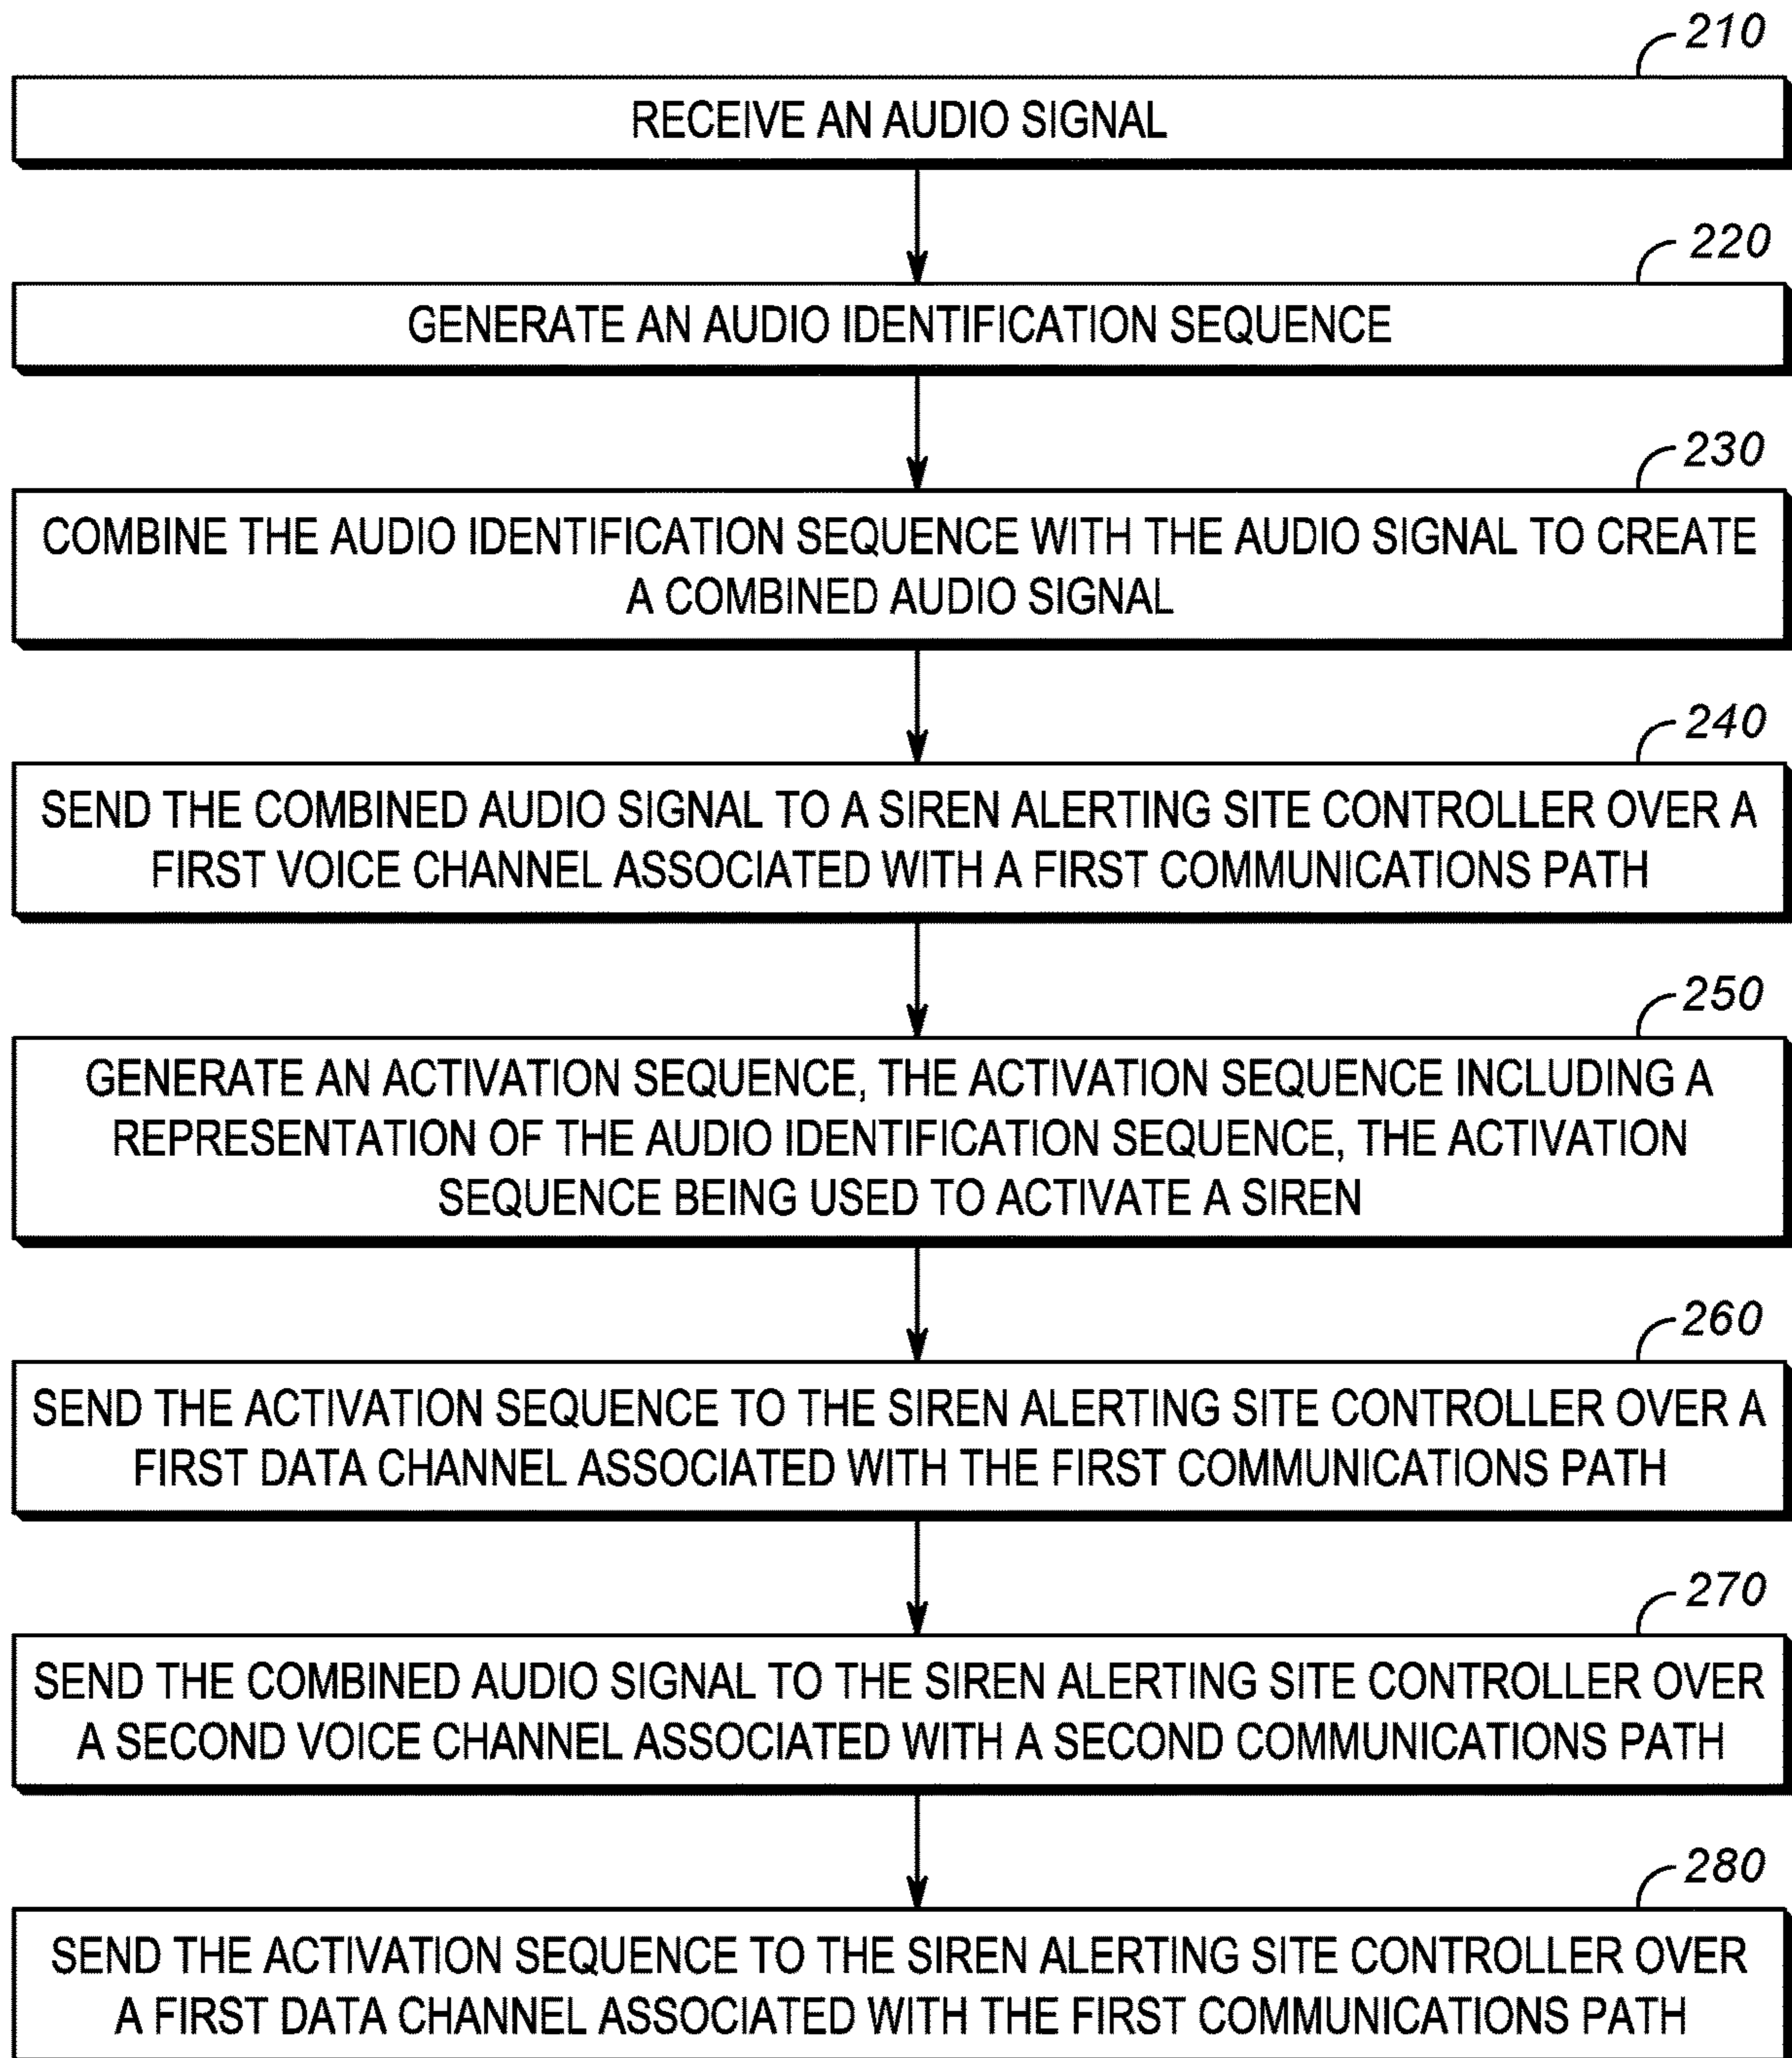 210
RECEIVE AN AUDIO SIGNAL
220
GENERATE AN AUDIO IDENTIFICATION SEQUENCE
230
COMBINE THE AUDIO IDENTIFICATION SEQUENCE WITH THE AUDIO SIGNAL TO CREATE
A COMBINED AUDIO SIGNAL
240
SEND THE COMBINED AUDIO SIGNAL TO A SIREN ALERTING SITE CONTROLLER OVER A
FIRST VOICE CHANNEL ASSOCIATED WITH A FIRST COMMUNICATIONS PATH
250
GENERATE AN ACTIVATION SEQUENCE, THE ACTIVATION SEQUENCE INCLUDING A
REPRESENTATION OF THE AUDIO IDENTIFICATION SEQUENCE, THE ACTIVATION
SEQUENCE BEING USED TO ACTIVATE A SIREN
260
SEND THE ACTIVATION SEQUENCE TO THE SIREN ALERTING SITE CONTROLLER OVER A
FIRST DATA CHANNEL ASSOCIATED WITH THE FIRST COMMUNICATIONS PATH
270
SEND THE COMBINED AUDIO SIGNAL TO THE SIREN ALERTING SITE CONTROLLER OVER
A SECOND VOICE CHANNEL ASSOCIATED WITH A SECOND COMMUNICATIONS PATH
280
SEND THE ACTIVATION SEQUENCE TO THE SIREN ALERTING SITE CONTROLLER OVER
A FIRST DATA CHANNEL ASSOCIATED WITH THE FIRST COMMUNICATIONS PATH